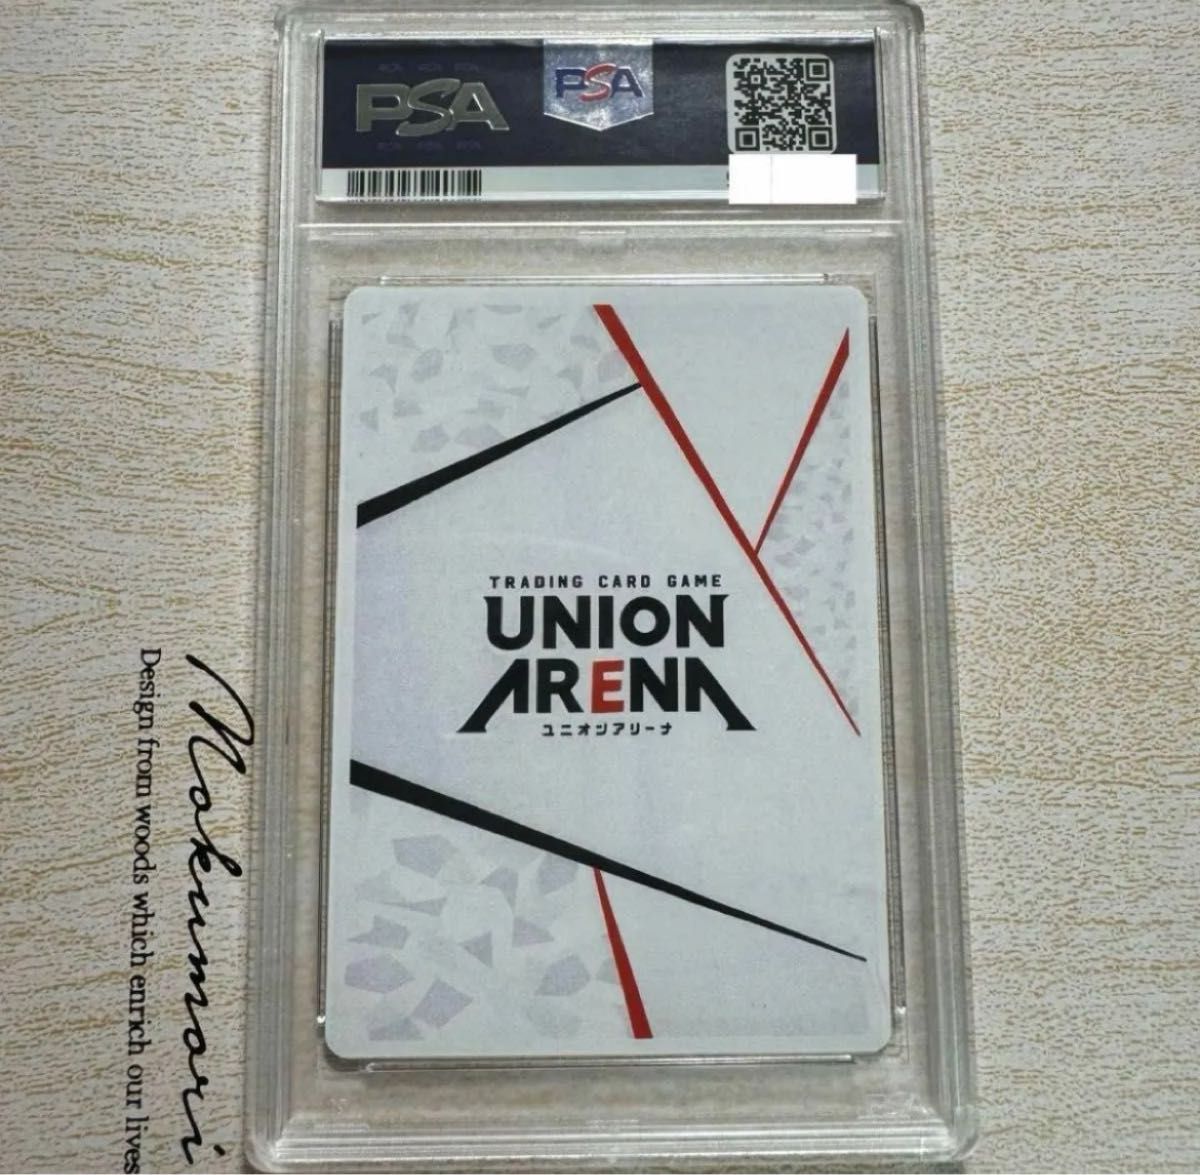 PSA
PSA
TRADING CARD GAME
UNION
ARENA
ユニオンアリーナ
Mokumori
Design from woods which enrich our lives